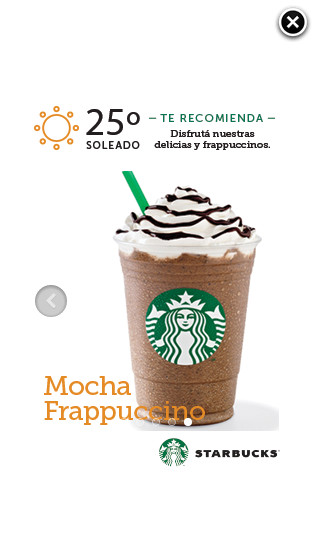 25º
SOLEADO
– TE RECOMIENDA –
Disfrutá nuestras
delicias y frappuccinos.
Mocha
Frappuccino
STARBUCKS